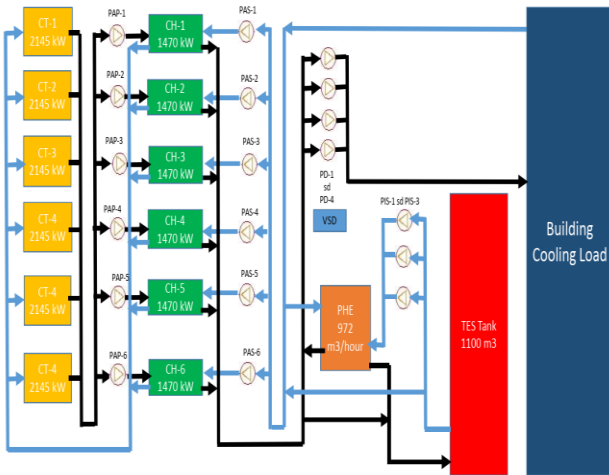 CT-1
2145 kW
CT-2
2145 kW
CT-3
2145 kW
CT-4
2145 kW
CT-4
2145 kW
CT-4
2145 kW
PAP-1
PAP-2
PAP-3
PAP-4
PAP-5
PAP-6
CH-1
1470 kW
CH-2
1470 kW
CH-3
1470 kW
CH-4
1470 kW
CH-5
1470 kW
CH-6
1470 kW
PAS-1
PAS-2
PAS-3
PAS-4
PAS-5
PAS-6
PD-1
sd
PD-4
VSD
PIS-1 sd PIS-3
PHE
972
m3/hour
TES Tank
1100 m3
Building
Cooling Load